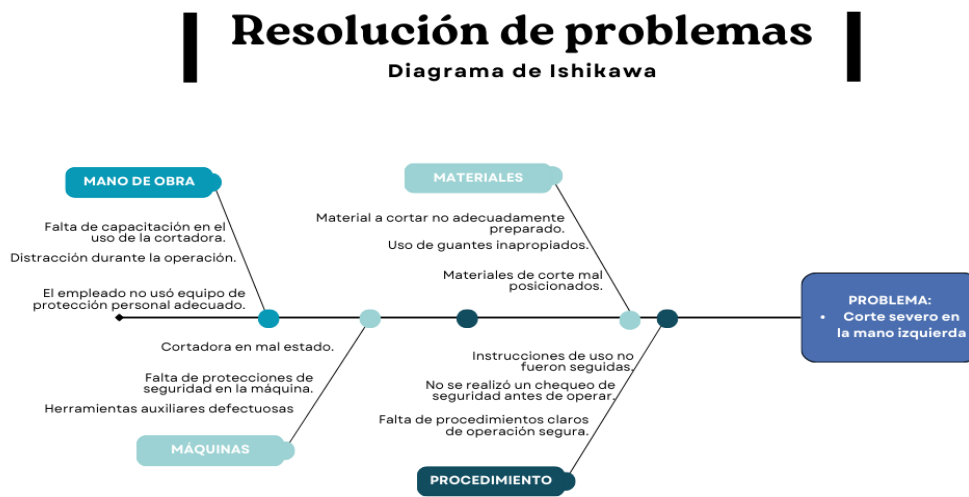 Resolución de problemas
Diagrama de Ishikawa
MANO DE OBRA
Falta de capacitación en el
uso de la cortadora.
Distracción durante la operación.
El empleado no usó equipo de
protección personal adecuado.
MATERIALES
Material a cortar no adecuadamente
preparado.
Uso de guantes inapropiados.
Materiales de corte mal
posicionados.
PROBLEMA:
• Corte severo en
la mano izquierda
Cortadora en mal estado.
Falta de protecciones de
seguridad en la máquina.
Herramientas auxiliares defectuosas
MÁQUINAS
Instrucciones de uso no
fueron seguidas.
No se realizó un chequeo de
seguridad antes de operar.
Falta de procedimientos claros
de operación segura.
PROCEDIMIENTO